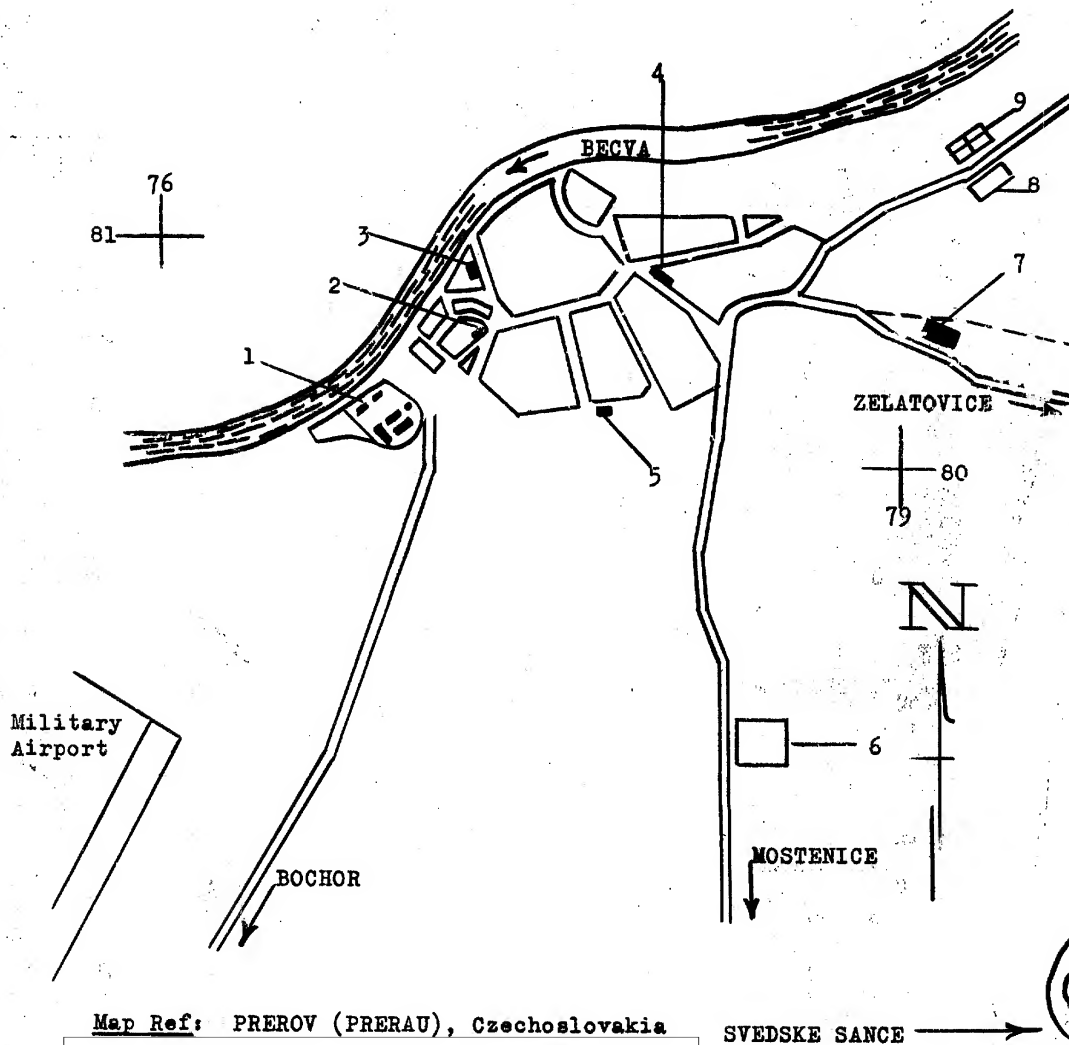 4
9
BECVA
76
8
81
3
7
2
1
ZELATOVICE
5
80
79
N
Military
Airport
6
MOSTENICE
BOCHOR
Map Ref: PREROV (PRERAU), Czechoslovakia
SVEDSKE SANCE